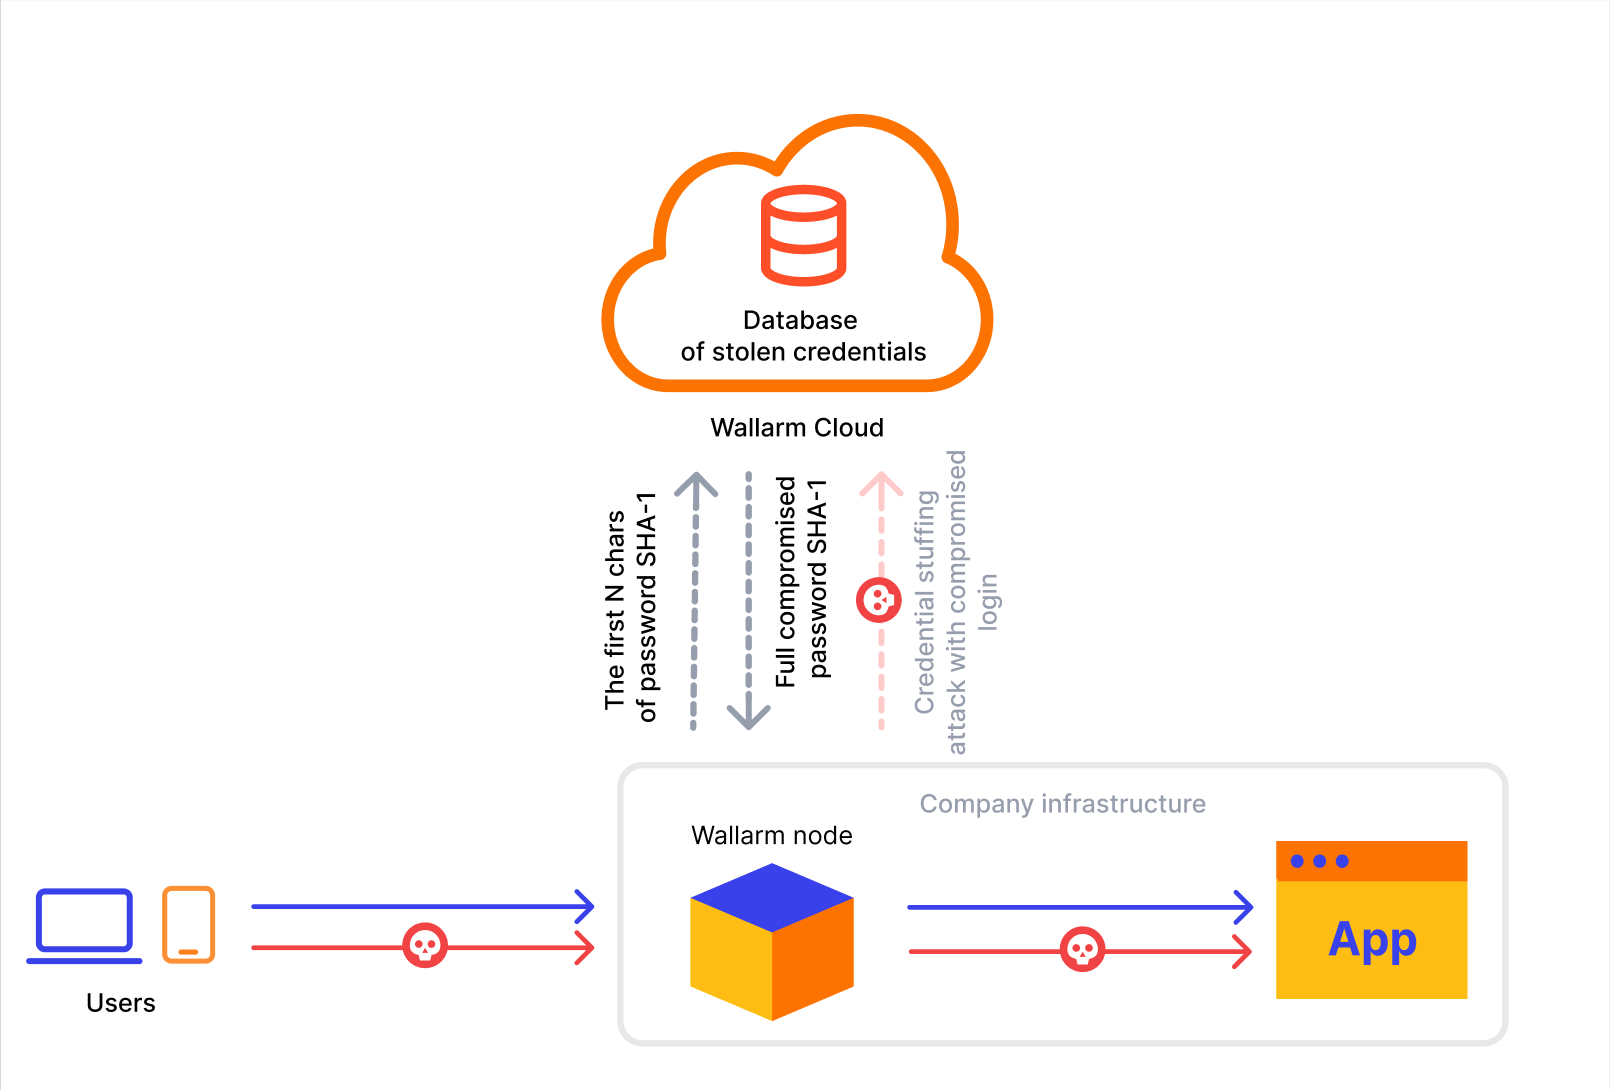 Database
of stolen credentials
Wallarm Cloud
The first N chars
of password SHA-1
Full compromised
password SHA-1
Credential stuffing
attack with compromised
login
Company infrastructure
Wallarm node
App
Users